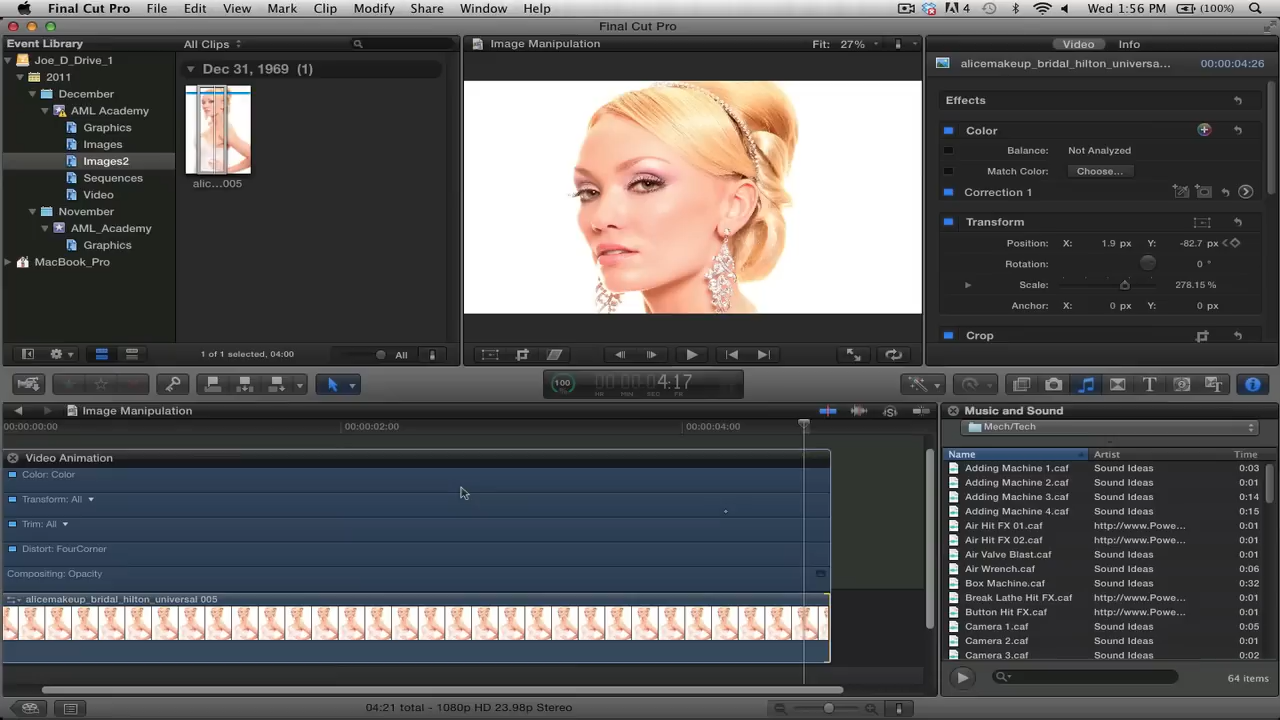 Final Cut Pro File Edit View Mark Clip Modify Share Window Help 4 Wed 1:56 PM (100%)
Final Cut Pro
Event Library
All Clips
Image Manipulation
Fit: 27%
Video Info
Joe_D_Drive_1
2011
December
AML Academy
Graphics
Images
Images2
Sequences
Video
November
AML_Academy
Graphics
MacBook_Pro
Dec 31, 1969 (1)
alic....005
1 of 1 selected, 04:00
All
alicemakeup_bridal_hilton_universa... 00:00:04:26
Effects
Color
Balance: Not Analyzed
Match Color: Choose...
Correction 1
Transform
Position: X: 1.9 px Y: -82.7 px
Rotation: 0 °
Scale: 278.15 %
Anchor: X: 0 px Y: 0 px
Crop
100
4:17
HR MIN SEC FR
Image Manipulation
00:00:00:00 00:00:02:00 00:00:04:00
Video Animation
Color: Color
Transform: All
Trim: All
Distort: FourCorner
Compositing: Opacity
alicemakeup_bridal_hilton_universal 005
04:21 total - 1080p HD 23.98p Stereo
Music and Sound
Mech/Tech
Name Artist Time
Adding Machine 1.caf Sound Ideas 0:03
Adding Machine 2.caf Sound Ideas 0:02
Adding Machine 3.caf Sound Ideas 0:14
Adding Machine 4.caf Sound Ideas 0:15
Air Hit FX 01.caf http://www.Powe... 0:01
Air Hit FX 02.caf http://www.Powe... 0:01
Air Valve Blast.caf Sound Ideas 0:01
Air Wrench.caf Sound Ideas 0:06
Box Machine.caf Sound Ideas 0:32
Break Lathe Hit FX.caf http://www.Powe... 0:01
Button Hit FX.caf http://www.Powe... 0:01
Camera 1.caf Sound Ideas 0:05
Camera 2.caf Sound Ideas 0:01
Camera 3.caf Sound Ideas 0:02
64 items